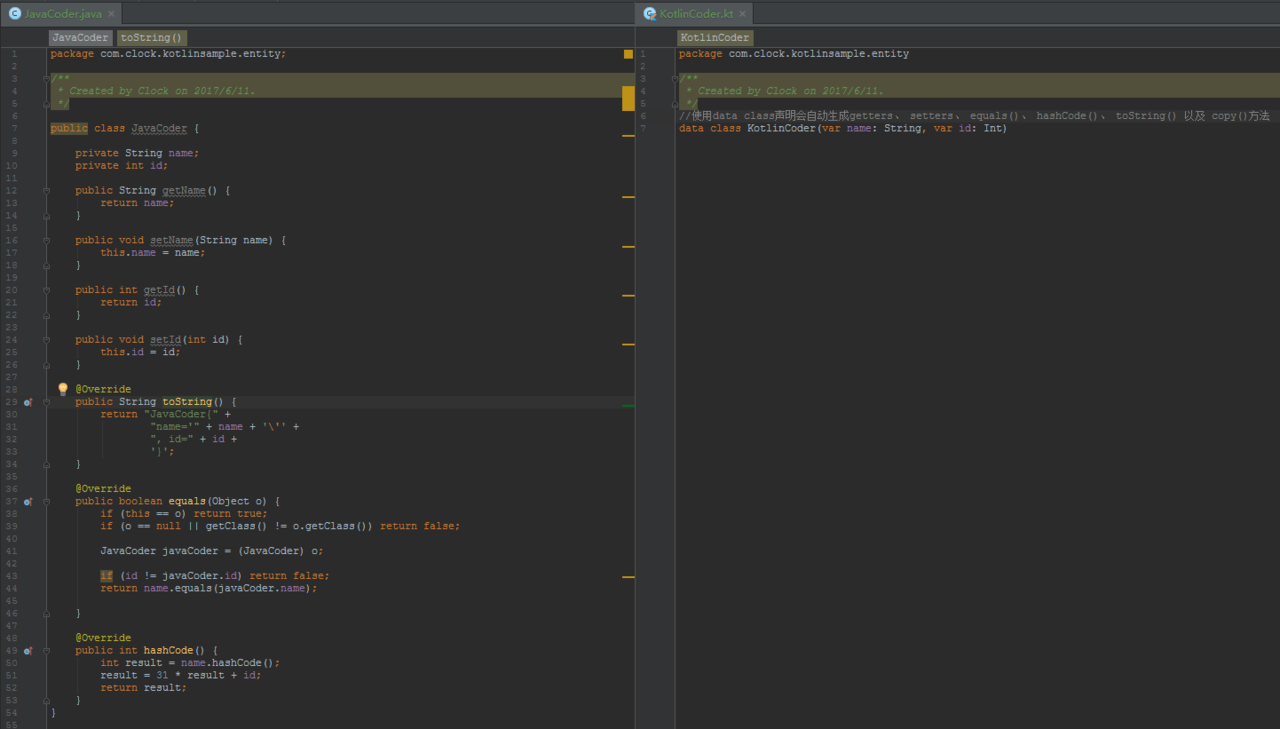 JavaCoder.java
JavaCoder toString()
1 package com.clock.kotlinsample.entity;
2
3 /**
4 * Created by Clock on 2017/6/11.
5 */
6
7 public class JavaCoder {
8
9 private String name;
10 private int id;
11
12 public String getName() {
13 return name;
14 }
15
16 public void setName(String name) {
17 this.name = name;
18 }
19
20 public int getId() {
21 return id;
22 }
23
24 public void setId(int id) {
25 this.id = id;
26 }
27
28 @Override
29 public String toString() {
30 return "JavaCoder{" +
31 "name='" + name + '\'' +
32 ", id=" + id +
33 '}';
34 }
35
36 @Override
37 public boolean equals(Object o) {
38 if (this == o) return true;
39 if (o == null || getClass() != o.getClass()) return false;
40
41 JavaCoder javaCoder = (JavaCoder) o;
42
43 if (id != javaCoder.id) return false;
44 return name.equals(javaCoder.name);
45
46 }
47
48 @Override
49 public int hashCode() {
50 int result = name.hashCode();
51 result = 31 * result + id;
52 return result;
53 }
54 }
55
KotlinCoder.kt
KotlinCoder
1 package com.clock.kotlinsample.entity
2
3 /**
4 * Created by Clock on 2017/6/11.
5 */
6 //使用data class声明会自动生成getters、 setters、 equals()、 hashCode()、 toString() 以及 copy()方法
7 data class KotlinCoder(var name: String, var id: Int)